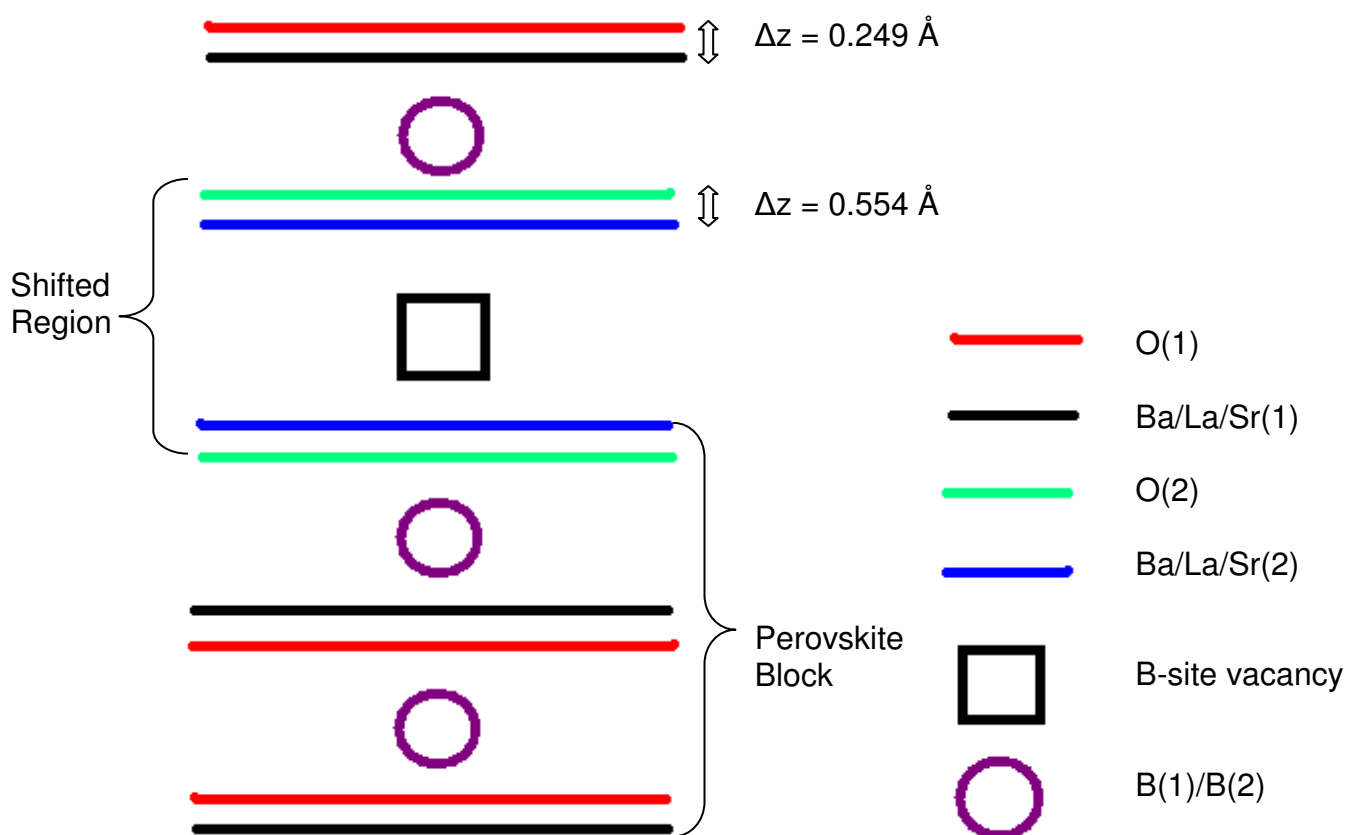 Δz = 0.249 Å
Δz = 0.554 Å
Shifted
Region
O(1)
Ba/La/Sr(1)
O(2)
Ba/La/Sr(2)
Perovskite
Block
B-site vacancy
B(1)/B(2)